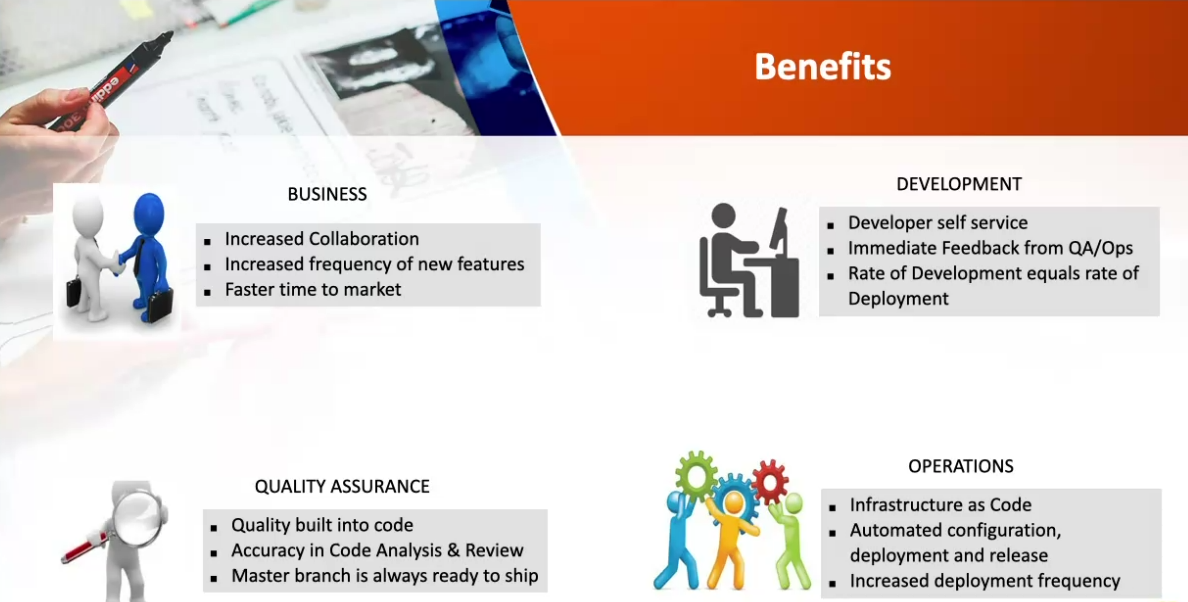 Benefits
BUSINESS
Increased Collaboration
Increased frequency of new features
Faster time to market
DEVELOPMENT
Developer self service
Immediate Feedback from QA/Ops
Rate of Development equals rate of
Deployment
QUALITY ASSURANCE
Quality built into code
Accuracy in Code Analysis & Review
Master branch is always ready to ship
OPERATIONS
Infrastructure as Code
Automated configuration,
deployment and release
Increased deployment frequency
edding